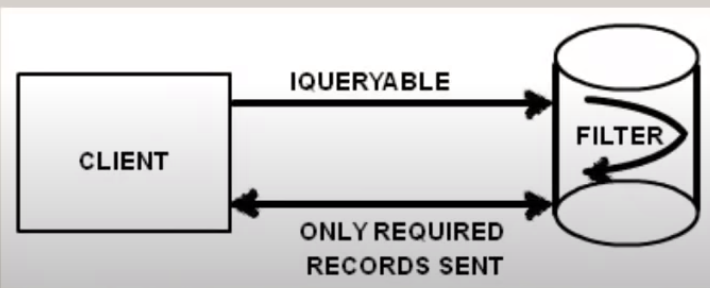 IQUERYABLE
CLIENT
FILTER
ONLY REQUIRED
RECORDS SENT